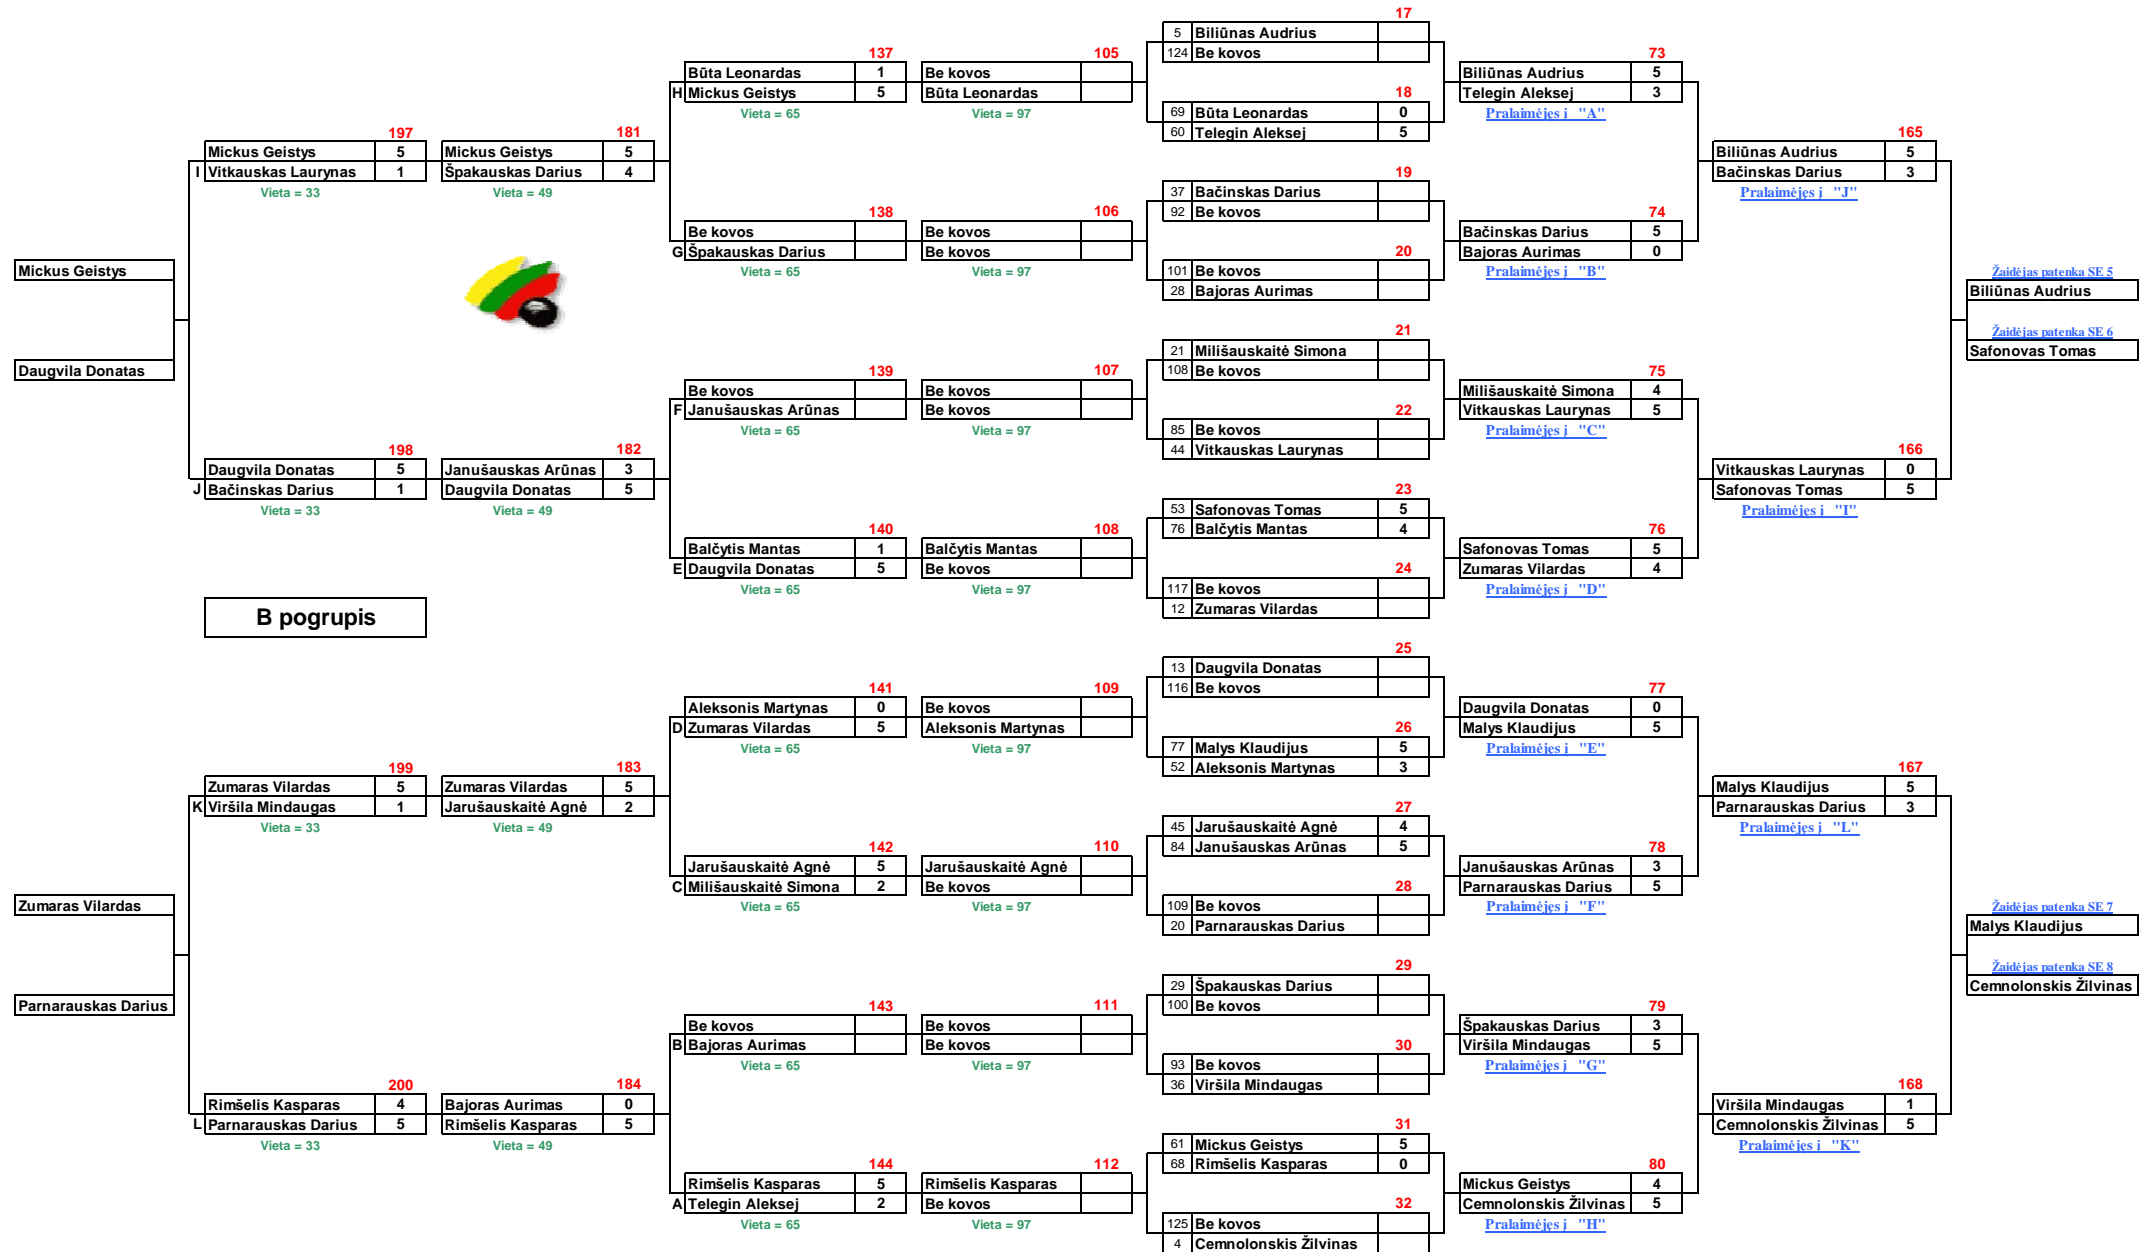 17
5 Biliūnas Audrius
137 105 124 Be kovos 73
Būta Leonardas 1 Be kovos Biliūnas Audrius 5
H Mickus Geistys 5 Būta Leonardas 18 Telegin Aleksej 3
Vieta = 65 Vieta = 97 69 Būta Leonardas 0 Pralaimėjęs į "A"
197 181 60 Telegin Aleksej 5 165
Mickus Geistys 5 Mickus Geistys 5 Biliūnas Audrius 5
I Vitkauskas Laurynas 1 Špakauskas Darius 4 19 Bačinskas Darius 3
Vieta = 33 Vieta = 49 37 Bačinskas Darius Pralaimėjęs į "J"
138 106 92 Be kovos 74
Be kovos Be kovos Bačinskas Darius 5
G Špakauskas Darius Be kovos 20 Bajoras Aurimas 0
Mickus Geistys Vieta = 65 Vieta = 97 101 Be kovos Pralaimėjęs į "B" Žaidėjas patenka SE 5
28 Bajoras Aurimas Biliūnas Audrius
21 Žaidėjas patenka SE 6
21 Milišauskaitė Simona Safonovas Tomas
Daugvila Donatas 139 107 108 Be kovos 75
Be kovos Be kovos Milišauskaitė Simona 4
F Janušauskas Arūnas Be kovos 22 Vitkauskas Laurynas 5
Vieta = 65 Vieta = 97 85 Be kovos Pralaimėjęs į "C"
198 182 44 Vitkauskas Laurynas 166
Daugvila Donatas 5 Janušauskas Arūnas 3 Vitkauskas Laurynas 0
J Bačinskas Darius 1 Daugvila Donatas 5 23 Safonovas Tomas 5
Vieta = 33 Vieta = 49 53 Safonovas Tomas 5 Pralaimėjęs į "I"
140 108 76 Balčytis Mantas 4 76
Balčytis Mantas 1 Balčytis Mantas Safonovas Tomas 5
E Daugvila Donatas 5 Be kovos 24 Zumaras Vilardas 4
Vieta = 65 Vieta = 97 117 Be kovos Pralaimėjęs į "D"
B pogrupis 12 Zumaras Vilardas
25
13 Daugvila Donatas
141 109 116 Be kovos 77
Aleksonis Martynas 0 Be kovos Daugvila Donatas 0
D Zumaras Vilardas 5 Aleksonis Martynas 26 Malys Klaudijus 5
Vieta = 65 Vieta = 97 77 Malys Klaudijus 5 Pralaimėjęs į "E"
199 183 52 Aleksonis Martynas 3 167
Zumaras Vilardas 5 Zumaras Vilardas 5 Malys Klaudijus 5
K Viršila Mindaugas 1 Jarušauskaitė Agnė 2 27 Parnarauskas Darius 3
Vieta = 33 Vieta = 49 45 Jarušauskaitė Agnė 4 Pralaimėjęs į "L"
142 110 84 Janušauskas Arūnas 5 78
Jarušauskaitė Agnė 5 Jarušauskaitė Agnė Janušauskas Arūnas 3
C Milišauskaitė Simona 2 Be kovos 28 Parnarauskas Darius 5
Zumaras Vilardas Vieta = 65 Vieta = 97 109 Be kovos Pralaimėjęs į "F" Žaidėjas patenka SE 7
20 Parnarauskas Darius Malys Klaudijus
29 Žaidėjas patenka SE 8
29 Špakauskas Darius Cemnolonskis Žilvinas
Parnarauskas Darius 143 111 100 Be kovos 79
Be kovos Be kovos Špakauskas Darius 3
B Bajoras Aurimas Be kovos 30 Viršila Mindaugas 5
Vieta = 65 Vieta = 97 93 Be kovos Pralaimėjęs į "G"
200 184 36 Viršila Mindaugas 168
Rimšelis Kasparas 4 Bajoras Aurimas 0 Viršila Mindaugas 1
L Parnarauskas Darius 5 Rimšelis Kasparas 5 31 Cemnolonskis Žilvinas 5
Vieta = 33 Vieta = 49 61 Mickus Geistys 5 Pralaimėjęs į "K"
144 112 68 Rimšelis Kasparas 0 80
Rimšelis Kasparas 5 Rimšelis Kasparas Mickus Geistys 4
A Telegin Aleksej 2 Be kovos 32 Cemnolonskis Žilvinas 5
Vieta = 65 Vieta = 97 125 Be kovos Pralaimėjęs į "H"
4 Cemnolonskis Žilvinas